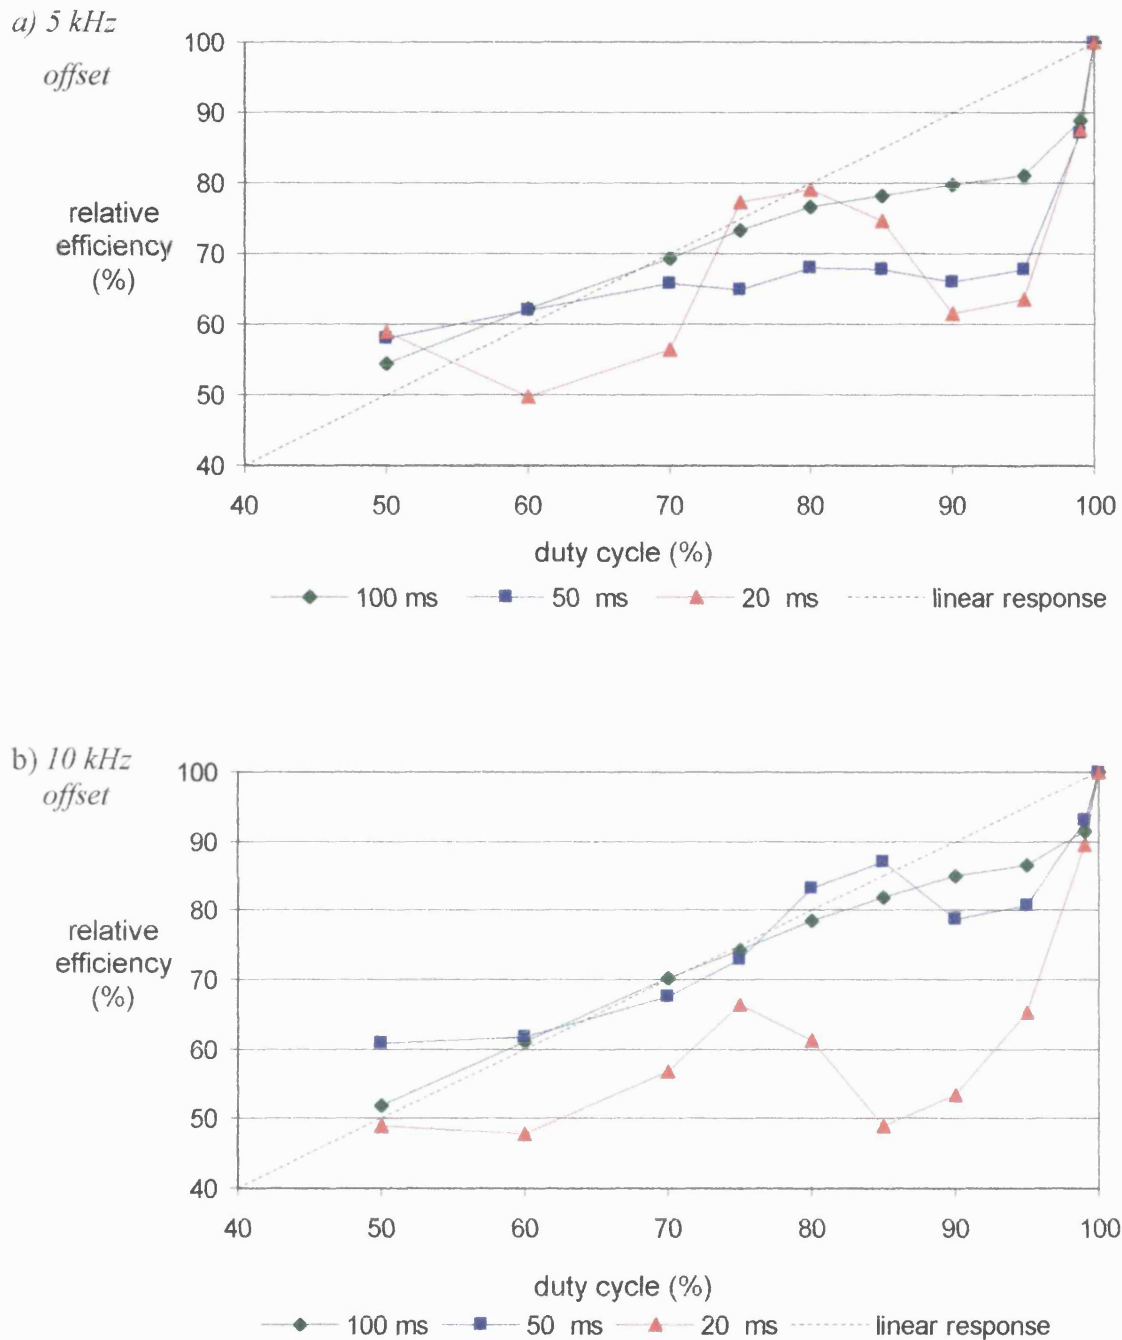 a) 5 kHz
offset
100
90
80
70
60
50
40
relative
efficiency
(%)
40 50 60 70 80 90 100
duty cycle (%)
100 ms 50 ms 20 ms linear response
b) 10 kHz
offset
100
90
80
70
60
50
40
relative
efficiency
(%)
40 50 60 70 80 90 100
duty cycle (%)
100 ms 50 ms 20 ms linear response